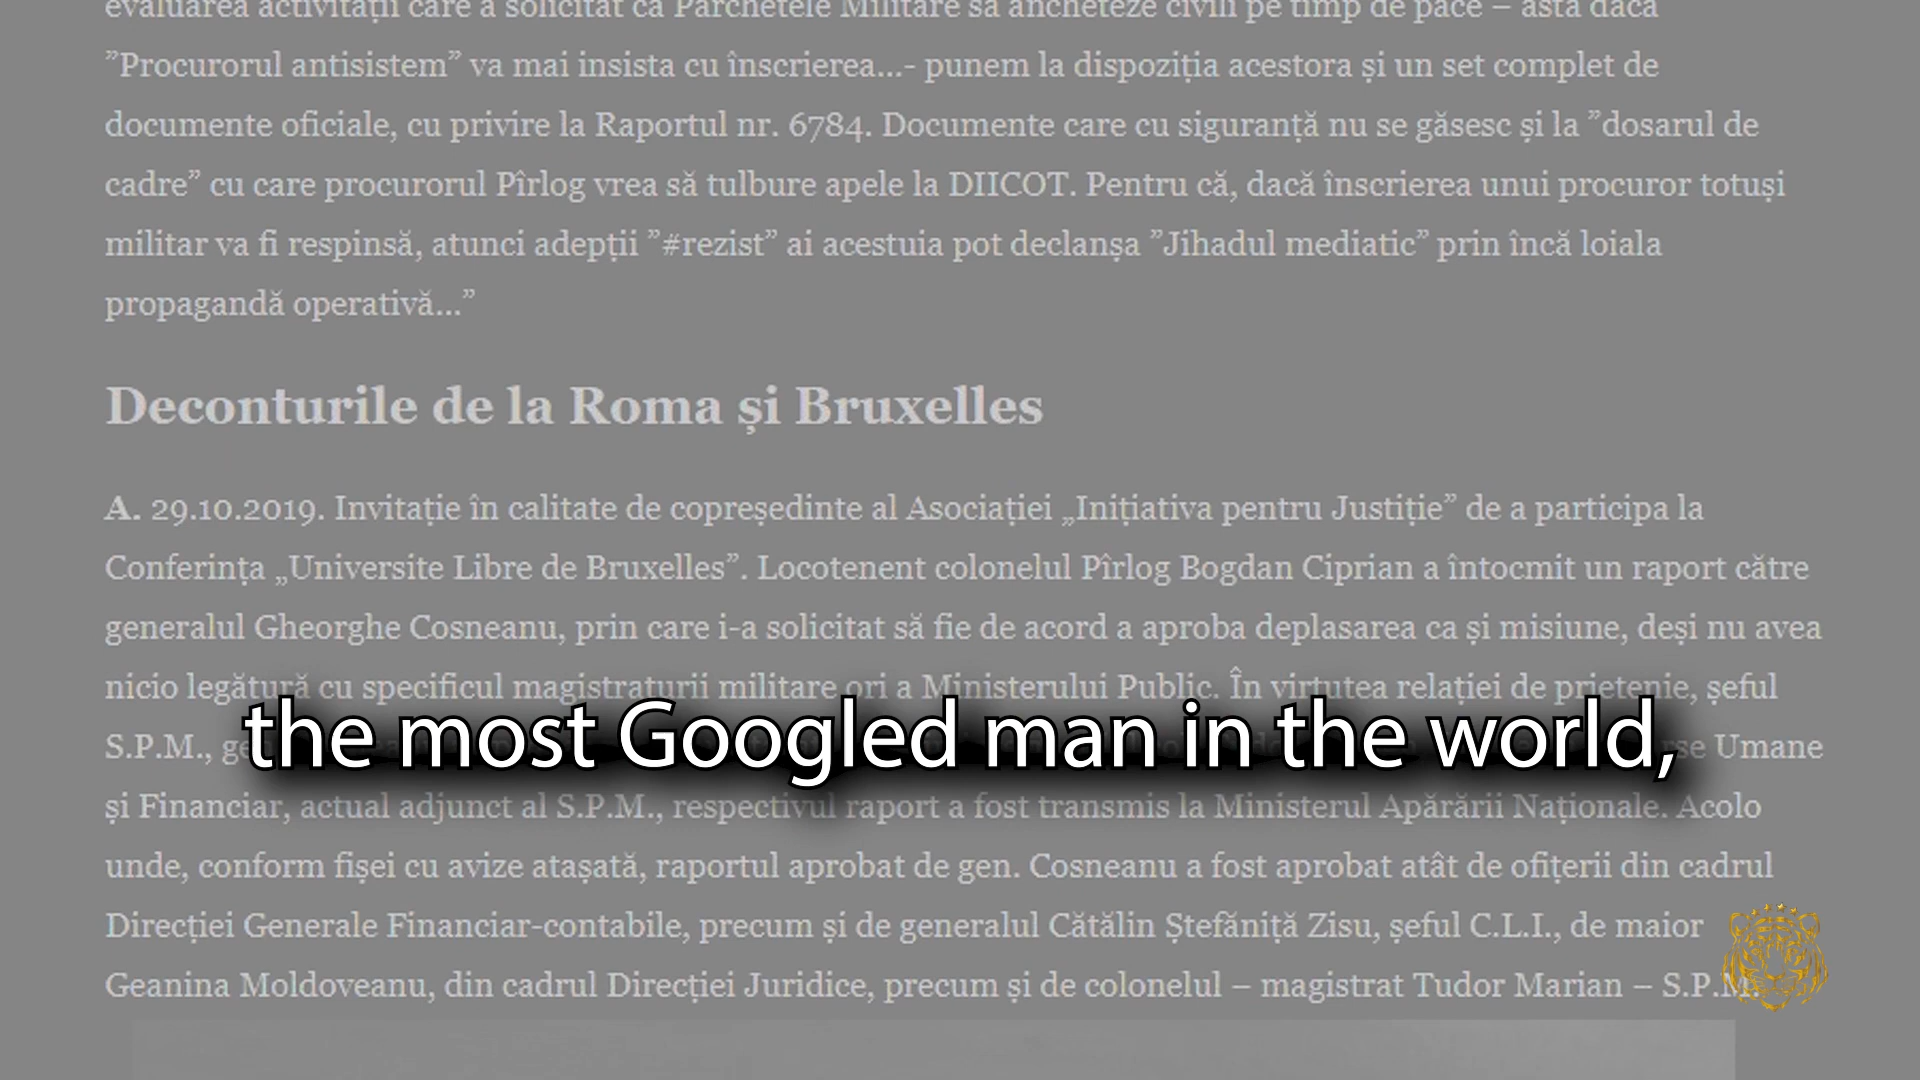 evaluarea activității care a solicitat ca Parchetele Militare să ancheteze civili pe timp de pace – asta dacă
”Procurorul antisistem” va mai insista cu înscrierea…- punem la dispoziția acestora și un set complet de
documente oficiale, cu privire la Raportul nr. 6784. Documente care cu siguranță nu se găsesc și la ”dosarul de
cadre” cu care procurorul Pîrlog vrea să tulbure apele la DIICOT. Pentru că, dacă înscrierea unui procuror totuși
militar va fi respinsă, atunci adepții ”#rezist” ai acestuia pot declanșa ”Jihadul mediatic” prin încă loiala
propagandă operativă…”
Deconturile de la Roma și Bruxelles
A. 29.10.2019. Invitație în calitate de copreședinte al Asociației „Inițiativa pentru Justiție” de a participa la
Conferința „Universite Libre de Bruxelles”. Locotenent colonelul Pîrlog Bogdan Ciprian a întocmit un raport către
generalul Gheorghe Cosneanu, prin care i-a solicitat să fie de acord a aproba deplasarea ca și misiune, deși nu avea
nicio legătură cu specificul magistraturii militare ori a Ministerului Public. În virtutea relației de prietenie, șeful
S.P.M., Umane
the most Googled man in the world,
și Financiar, actual adjunct al S.P.M., respectivul raport a fost transmis la Ministerul Apărării Naționale. Acolo
unde, conform fișei cu avize atașată, raportul aprobat de gen. Cosneanu a fost aprobat atât de ofițerii din cadrul
Direcției Generale Financiar-contabile, precum și de generalul Cătălin Ștefăniță Zisu, șeful C.L.I., de maior
Geanina Moldoveanu, din cadrul Direcției Juridice, precum și de colonelul – magistrat Tudor Marian – S.P.M.